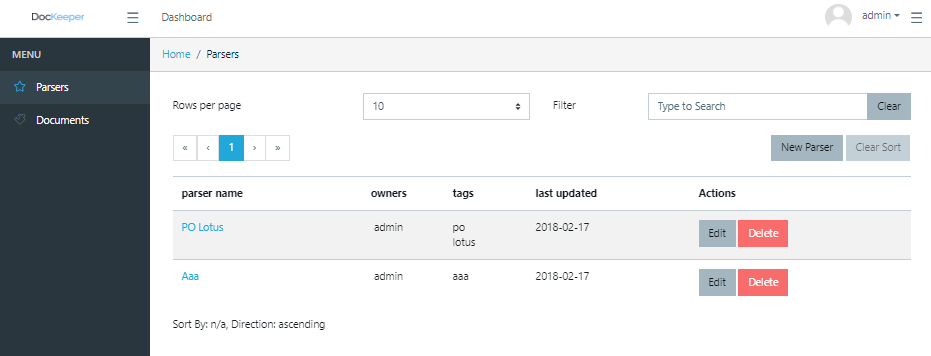 DocKeeper ☰ Dashboard admin ☰
MENU
Home / Parsers
Parsers
Documents
Rows per page 10 Filter Type to Search Clear
« ‹ 1 › » New Parser Clear Sort
parser name owners tags last updated Actions
PO Lotus admin po 2018-02-17 Edit Delete
lotus
Aaa admin aaa 2018-02-17 Edit Delete
Sort By: n/a, Direction: ascending